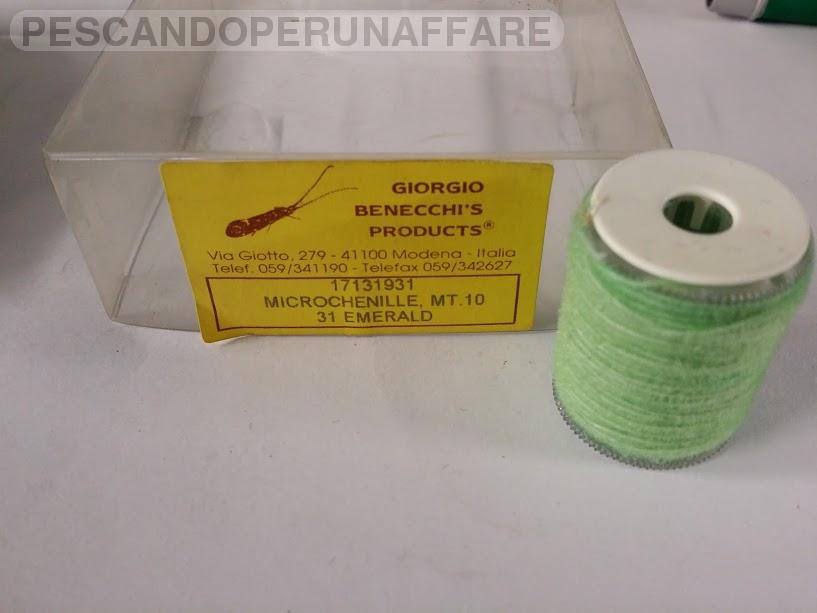 PESCANDOPERUNAFFARE
GIORGIO
BENECCHI'S
PRODUCTS®
Via Giotto, 279 - 41100 Modena - Italia
Telef. 059/341190 - Telefax 059/342627
17131931
MICROCHENILLE, MT.10
31 EMERALD